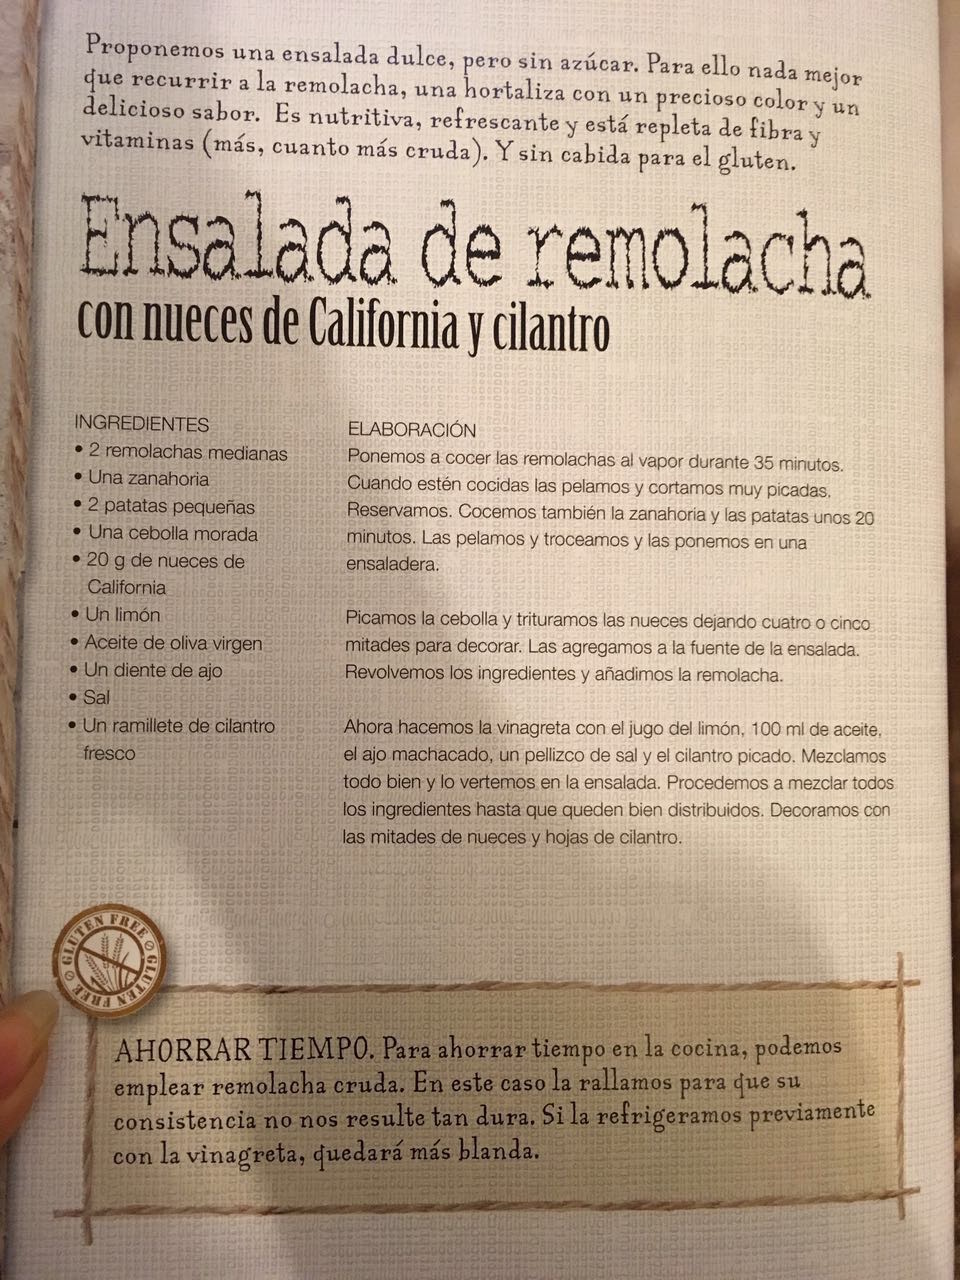 Proponemos una ensalada dulce, pero sin azúcar. Para ello nada mejor
que recurrir a la remolacha, una hortaliza con un precioso color y un
delicioso sabor. Es nutritiva, refrescante y está repleta de fibra y
vitaminas (más, cuanto más cruda). Y sin cabida para el gluten.
Ensalada de remolacha
con nueces de California y cilantro
INGREDIENTES
• 2 remolachas medianas
• Una zanahoria
• 2 patatas pequeñas
• Una cebolla morada
• 20 g de nueces de
California
• Un limón
• Aceite de oliva virgen
• Un diente de ajo
• Sal
• Un ramillete de cilantro
fresco
ELABORACIÓN
Ponemos a cocer las remolachas al vapor durante 35 minutos.
Cuando estén cocidas las pelamos y cortamos muy picadas.
Reservamos. Cocemos también la zanahoria y las patatas unos 20
minutos. Las pelamos y troceamos y las ponemos en una
ensaladera.
Picamos la cebolla y trituramos las nueces dejando cuatro o cinco
mitades para decorar. Las agregamos a la fuente de la ensalada.
Revolvemos los ingredientes y añadimos la remolacha.
Ahora hacemos la vinagreta con el jugo del limón, 100 ml de aceite,
el ajo machacado, un pellizco de sal y el cilantro picado. Mezclamos
todo bien y lo vertemos en la ensalada. Procedemos a mezclar todos
los ingredientes hasta que queden bien distribuidos. Decoramos con
las mitades de nueces y hojas de cilantro.
GLUTEN FREE GLUTEN FREE
AHORRAR TIEMPO. Para ahorrar tiempo en la cocina, podemos
emplear remolacha cruda. En este caso la rallamos para que su
consistencia no nos resulte tan dura. Si la refrigeramos previamente
con la vinagreta, quedará más blanda.